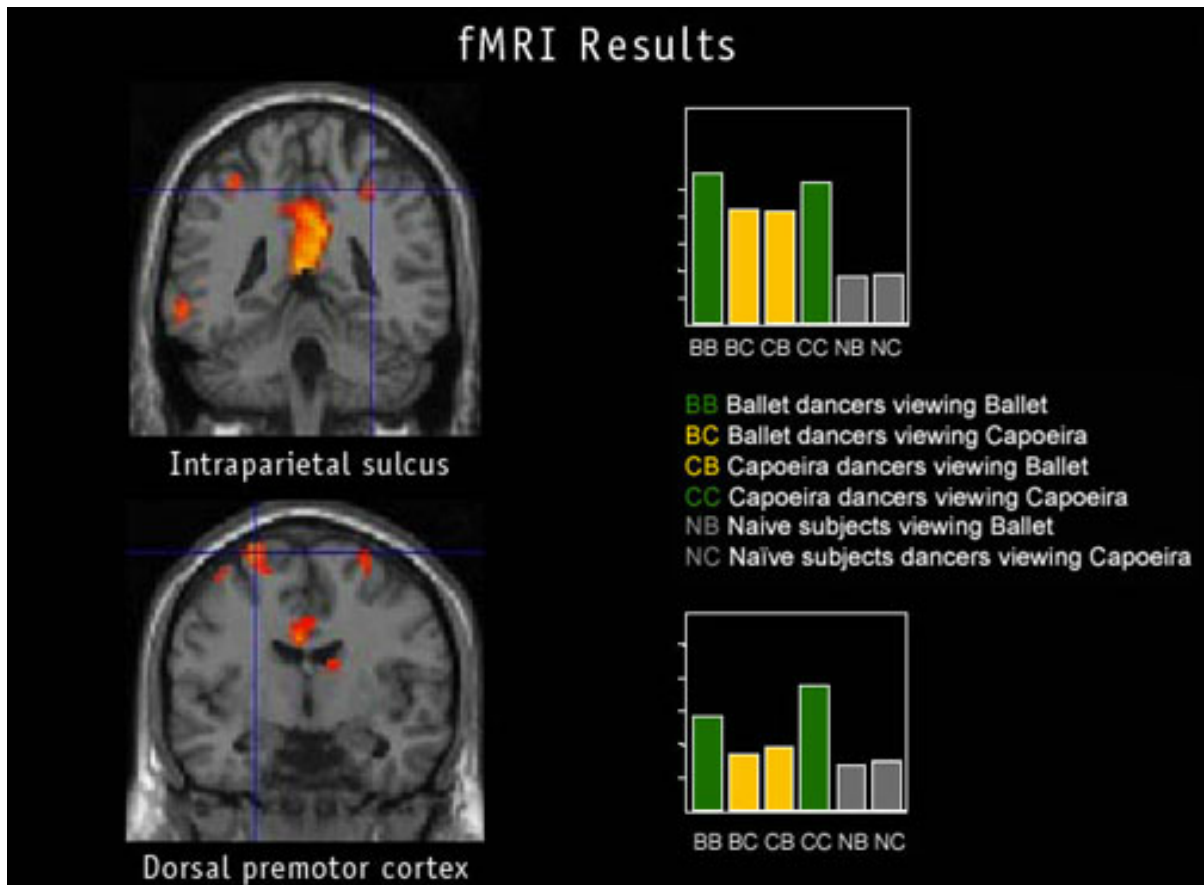 fMRI Results
Intraparietal sulcus
BB BC CB CC NB NC
BB Ballet dancers viewing Ballet
BC Ballet dancers viewing Capoeira
CB Capoeira dancers viewing Ballet
CC Capoeira dancers viewing Capoeira
NB Naive subjects viewing Ballet
NC Naïve subjects dancers viewing Capoeira
BB BC CB CC NB NC
Dorsal premotor cortex